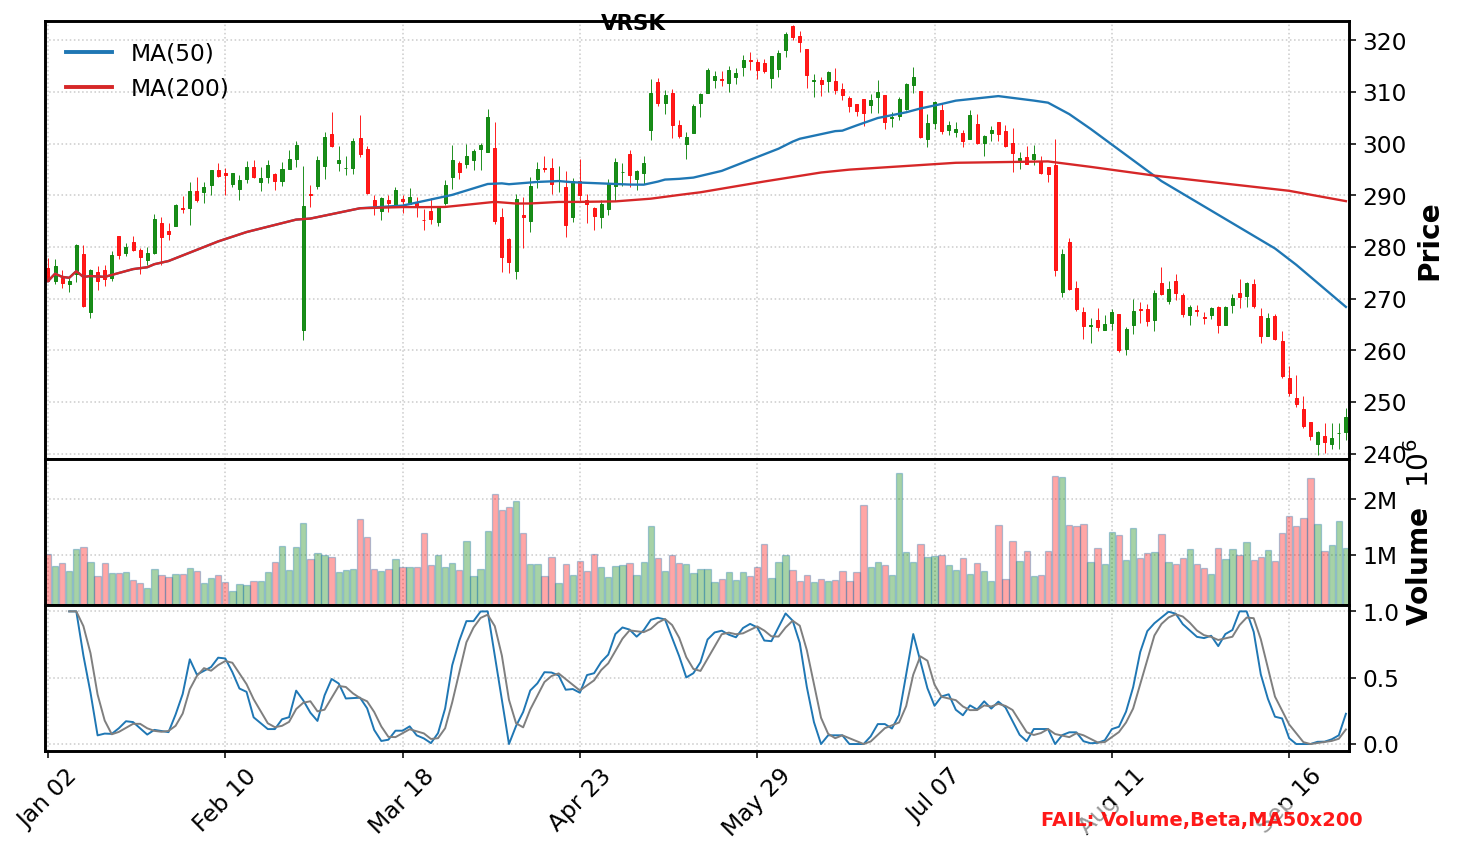 VRSK
MA(50)
MA(200)
320
310
300
290
280
270
260
250
240
Price
10⁶
2M
1M
Volume
1.0
0.5
0.0
Jan 02
Feb 10
Mar 18
Apr 23
May 29
Jul 07
Aug 11
Sep 16
FAIL: Volume,Beta,MA50x200